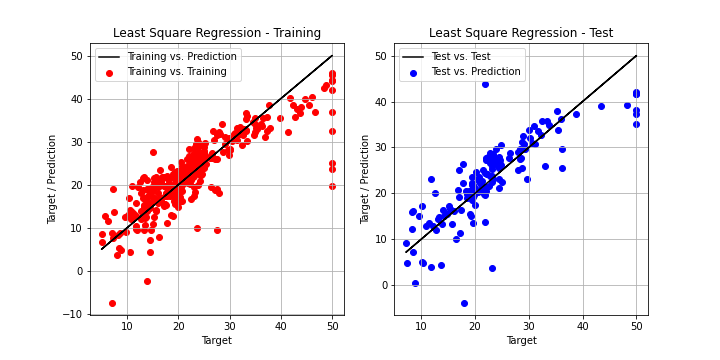 Least Square Regression - Training
Training vs. Prediction
Training vs. Training
50
40
30
20
10
0
−10
10
20
30
40
50
Target
Target / Prediction
Least Square Regression - Test
Test vs. Test
Test vs. Prediction
50
40
30
20
10
0
10
20
30
40
50
Target
Target / Prediction